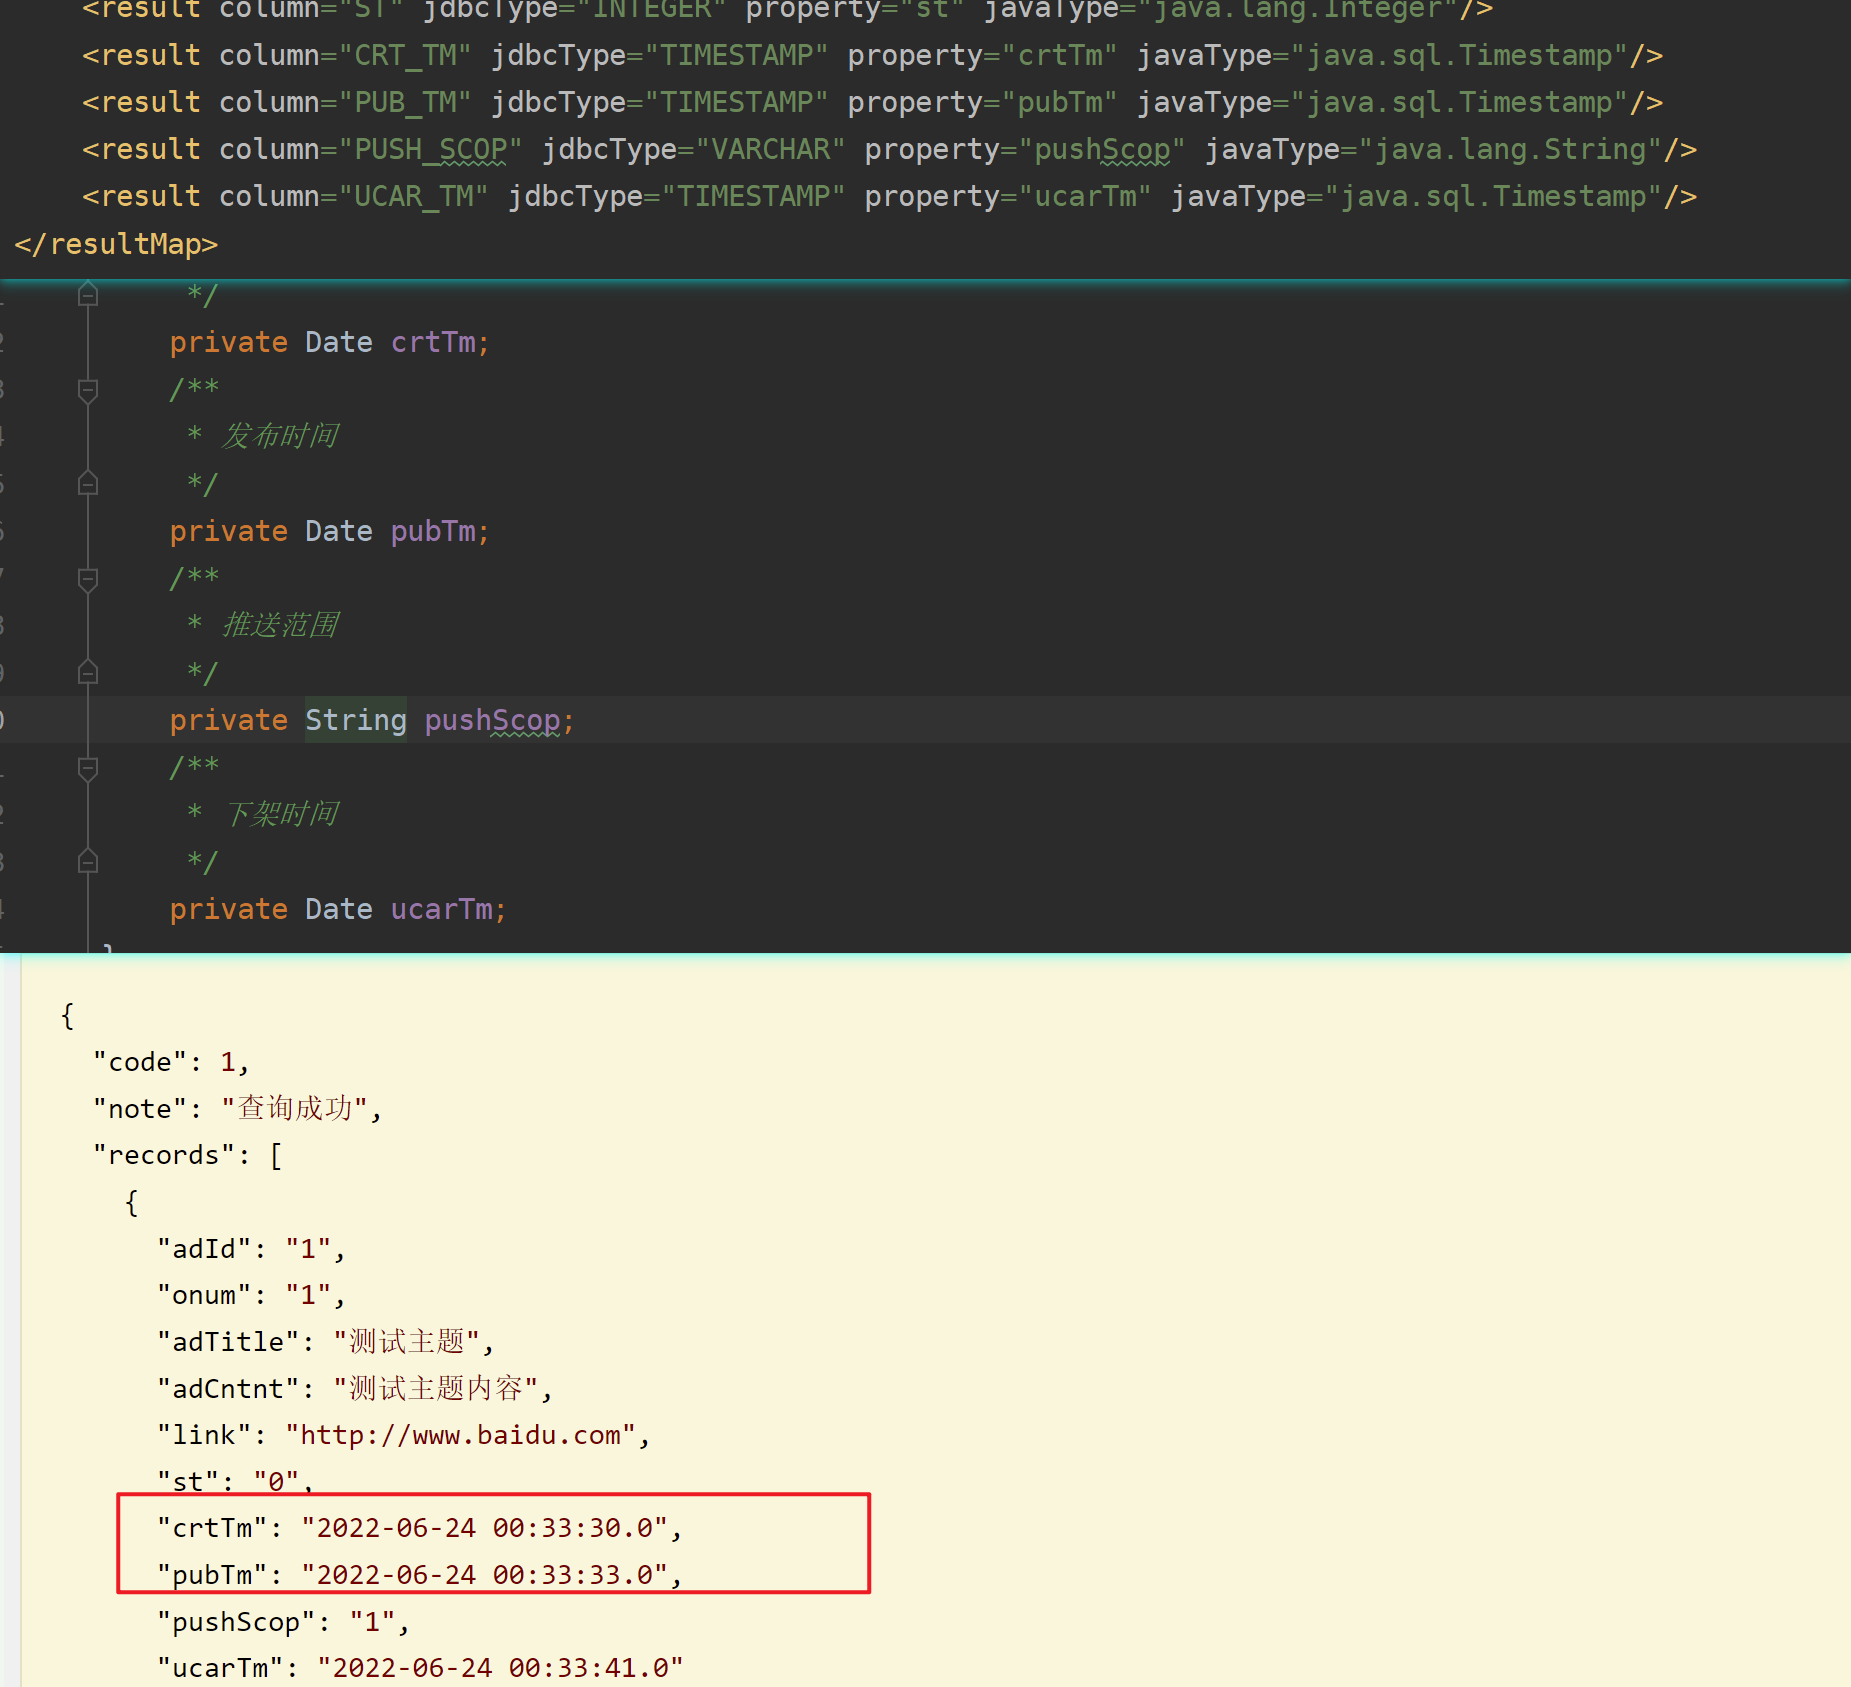 <result column="ST" jdbcType="INTEGER" property="st" javaType="java.lang.Integer"/>
<result column="CRT_TM" jdbcType="TIMESTAMP" property="crtTm" javaType="java.sql.Timestamp"/>
<result column="PUB_TM" jdbcType="TIMESTAMP" property="pubTm" javaType="java.sql.Timestamp"/>
<result column="PUSH_SCOP" jdbcType="VARCHAR" property="pushScop" javaType="java.lang.String"/>
<result column="UCAR_TM" jdbcType="TIMESTAMP" property="ucarTm" javaType="java.sql.Timestamp"/>
</resultMap>
*/
private Date crtTm;
/**
* 发布时间
*/
private Date pubTm;
/**
* 推送范围
*/
private String pushScop;
/**
* 下架时间
*/
private Date ucarTm;
}
{
"code": 1,
"note": "查询成功",
"records": [
{
"adId": "1",
"onum": "1",
"adTitle": "测试主题",
"adCntnt": "测试主题内容",
"link": "http://www.baidu.com",
"st": "0",
"crtTm": "2022-06-24 00:33:30.0",
"pubTm": "2022-06-24 00:33:33.0",
"pushScop": "1",
"ucarTm": "2022-06-24 00:33:41.0"